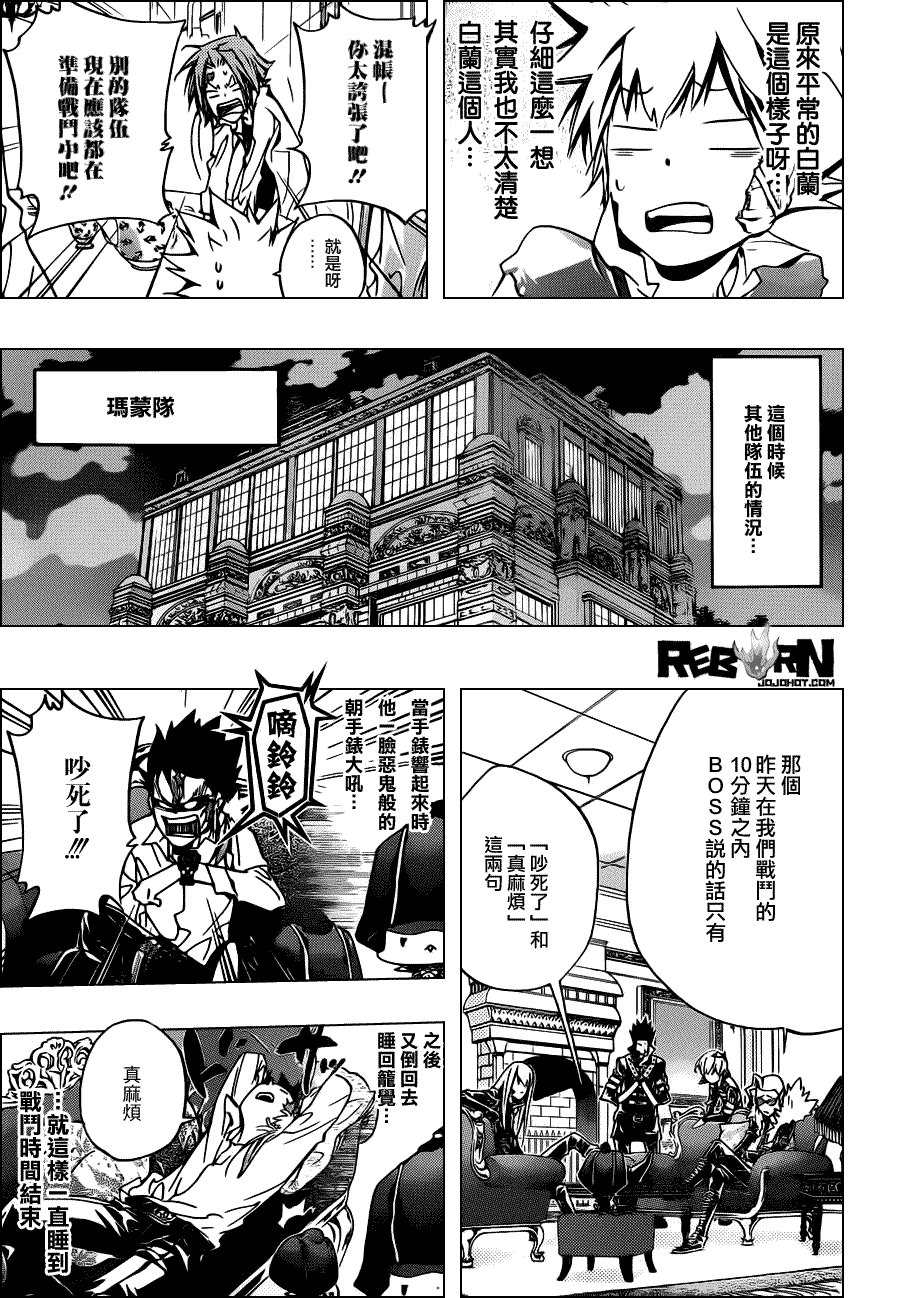 原來平常的白蘭
是這個樣子呀…
仔細這麼一想
其實我也不太清楚
白蘭這個人…
混帳～
你太誇張了吧!!
別的隊伍
現在應該都在
準備戰鬥中吧!!
就是呀
……
這個時候
其他隊伍的情況…
瑪蒙隊
REBORN
JOJOHOT.COM
那個
昨天在我們戰鬥的
10分鐘之內
BOSS説的話只有
「吵死了」和
「真麻煩」
這兩句
當手錶響起來時
他一臉惡鬼般的
朝手錶大吼…
嘀鈴鈴
吵死了!!!
之後
又倒回去
睡回籠覺…
真麻煩
…就這樣一直睡到
戰鬥時間結束